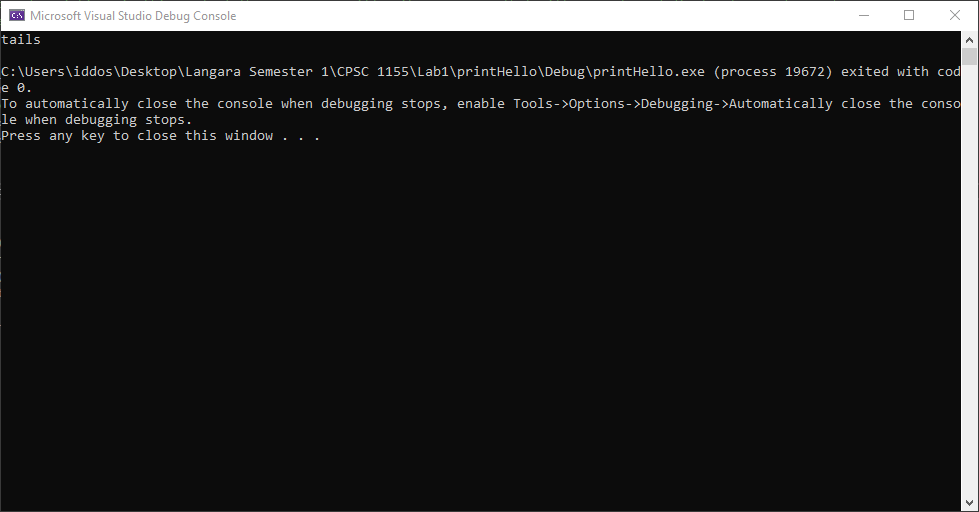 Microsoft Visual Studio Debug Console
tails
C:\Users\iddos\Desktop\Langara Semester 1\CPSC 1155\Lab1\printHello\Debug\printHello.exe (process 19672) exited with cod
e 0.
To automatically close the console when debugging stops, enable Tools->Options->Debugging->Automatically close the conso
le when debugging stops.
Press any key to close this window . . .